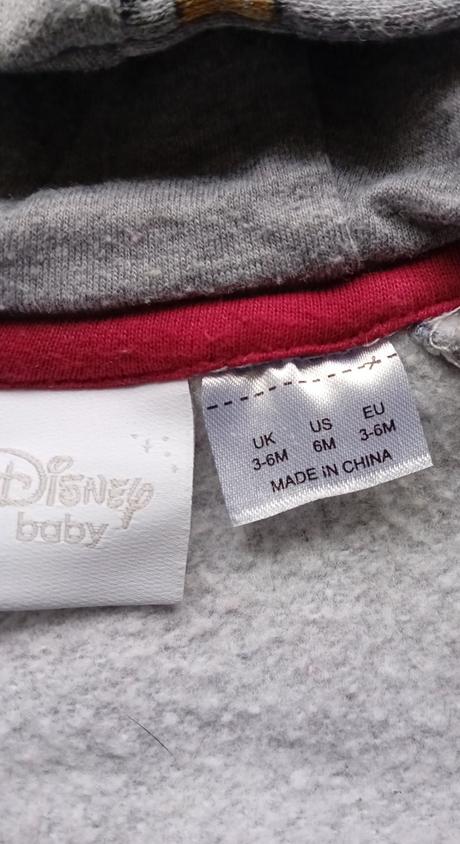 Disney
baby
UK US EU
3-6M 6M 3-6M
MADE IN CHINA